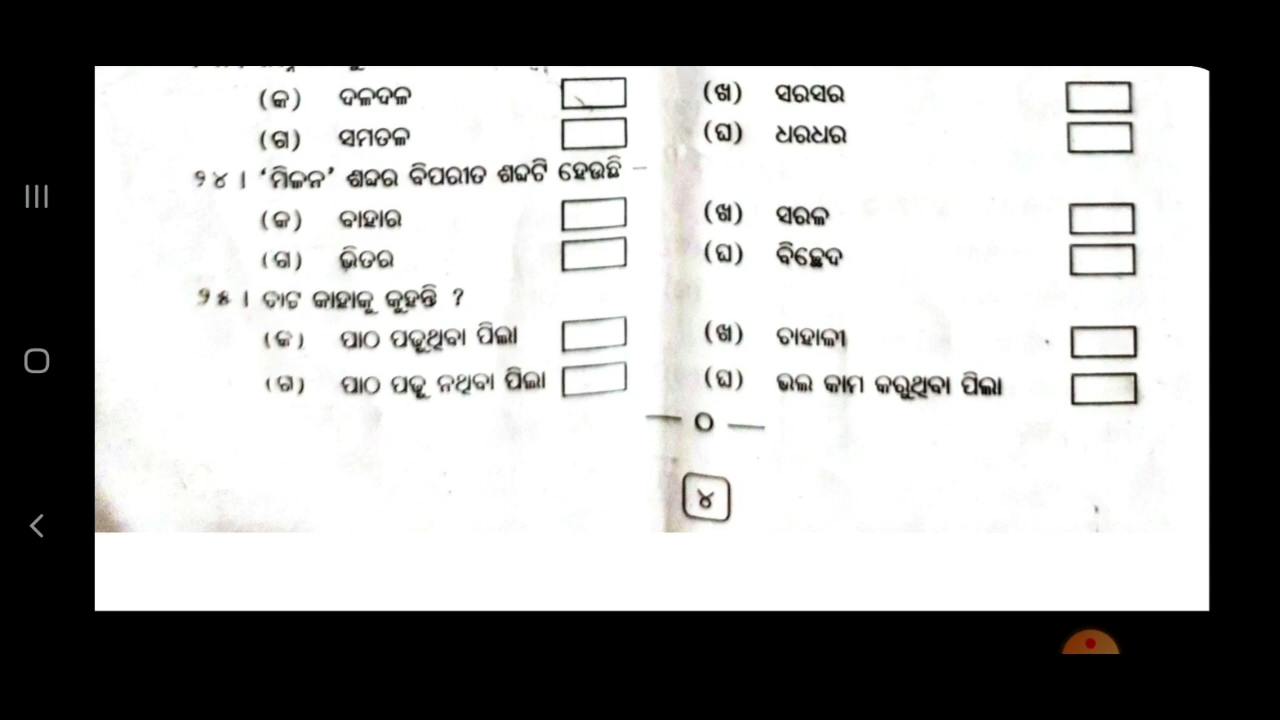 (କ) ଦଳଦଳ (ଖ) ସରସର
(ଗ) ସମତଳ (ଘ) ଧରଧର
୨୪। ‘ମିଳନ’ ଶବ୍ଦର ବିପରୀତ ଶବ୍ଦଟି ହେଉଛି –
(କ) ବାହାର (ଖ) ସରଳ
(ଗ) ଭିତର (ଘ) ବିଚ୍ଛେଦ
୨୫। ଚାଟ କାହାକୁ କୁହନ୍ତି ?
(କ) ପାଠ ପଢୁଥିବା ପିଲା (ଖ) ଚାହାଳୀ
(ଗ) ପାଠ ପଢୁ ନଥିବା ପିଲା (ଘ) ଭଲ କାମ କରୁଥିବା ପିଲା
— ୦ —
୪